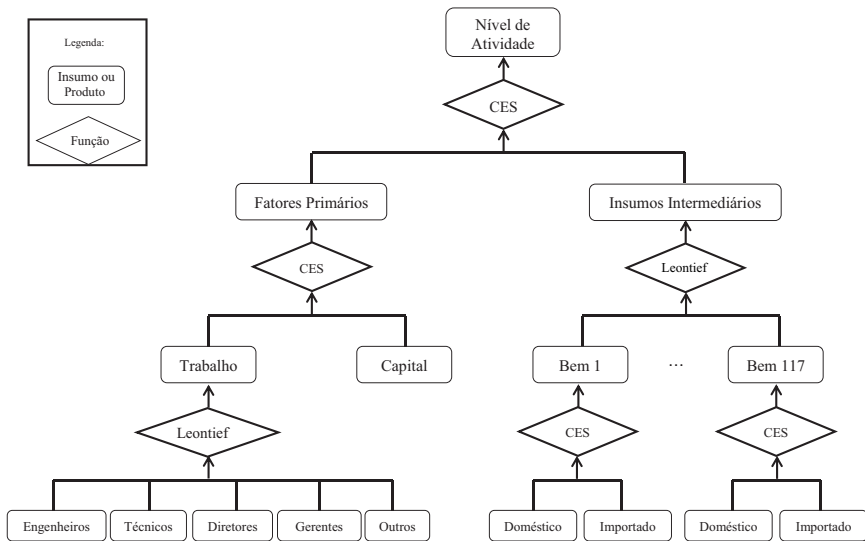 Legenda:
Insumo ou
Produto
Função
Nível de
Atividade
CES
Fatores Primários
Insumos Intermediários
CES
Leontief
Trabalho
Capital
Bem 1
...
Bem 117
Leontief
CES
CES
Engenheiros
Técnicos
Diretores
Gerentes
Outros
Doméstico
Importado
Doméstico
Importado